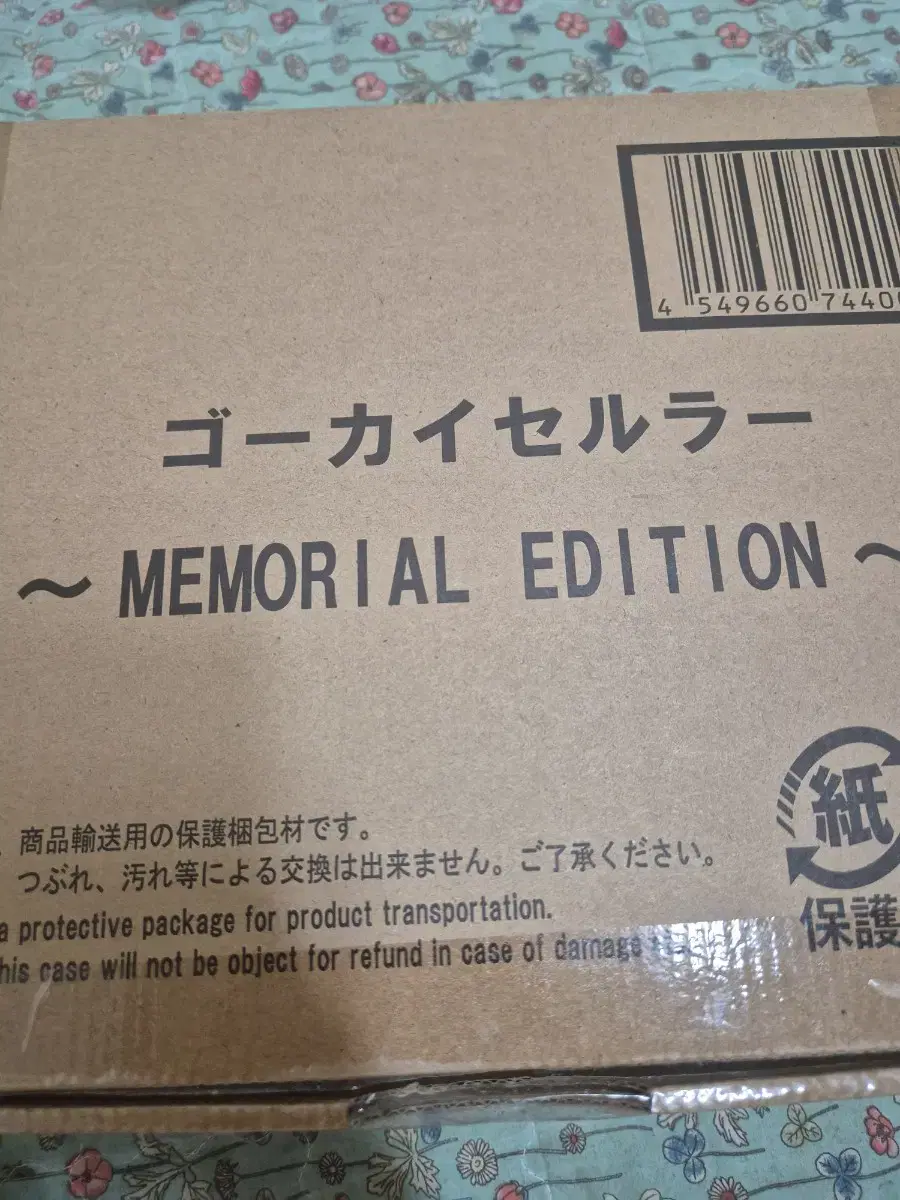 4 549660 7440
ゴーカイセルラー
～ MEMORIAL EDITION ～
商品輸送用の保護梱包材です。
つぶれ、汚れ等による交換は出来ません。ご了承ください。
a protective package for product transportation.
his case will not be object for refund in case of damage
紙
保護